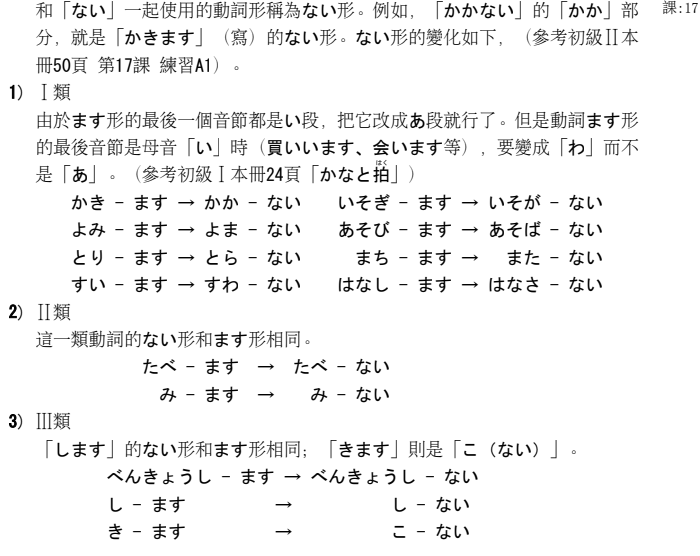 和「ない」一起使用的動詞形稱為ない形。例如，「かかない」的「かか」部 課:17
分，就是「かきます」（寫）的ない形。ない形的變化如下，（參考初級Ⅱ本
冊50頁 第17課 練習A1）。
1）Ⅰ類
由於ます形的最後一個音節都是い段，把它改成あ段就行了。但是動詞ます形
的最後音節是母音「い」時（買いいます、会います等），要變成「わ」而不
是「あ」。（參考初級Ⅰ本冊24頁「かなと拍はく」）
かき － ます → かか － ない いそぎ － ます → いそが － ない
よみ － ます → よま － ない あそび － ます → あそば － ない
とり － ます → とら － ない まち － ます → また － ない
すい － ます → すわ － ない はなし － ます → はなさ － ない
2）Ⅱ類
這一類動詞的ない形和ます形相同。
たべ － ます → たべ － ない
み － ます → み － ない
3）Ⅲ類
「します」的ない形和ます形相同；「きます」則是「こ（ない）」。
べんきょうし － ます → べんきょうし － ない
し － ます → し － ない
き － ます → こ － ない